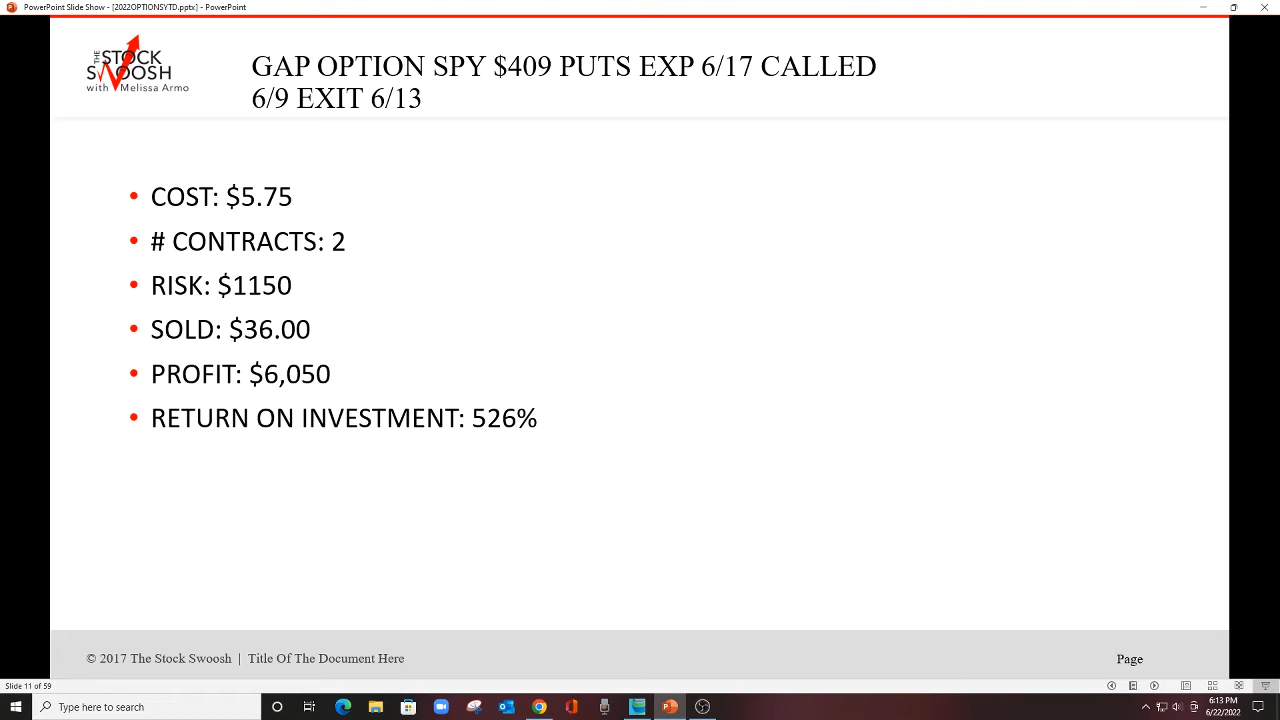 PowerPoint Slide Show - [2022OPTIONSYTD.pptx] - PowerPoint
THE STOCK
SWOOSH
with Melissa Armo
GAP OPTION SPY $409 PUTS EXP 6/17 CALLED
6/9 EXIT 6/13
• COST: $5.75
• # CONTRACTS: 2
• RISK: $1150
• SOLD: $36.00
• PROFIT: $6,050
• RETURN ON INVESTMENT: 526%
© 2017 The Stock Swoosh | Title Of The Document Here
Page
Slide 11 of 59
Type here to search
6:13 PM
6/22/2022